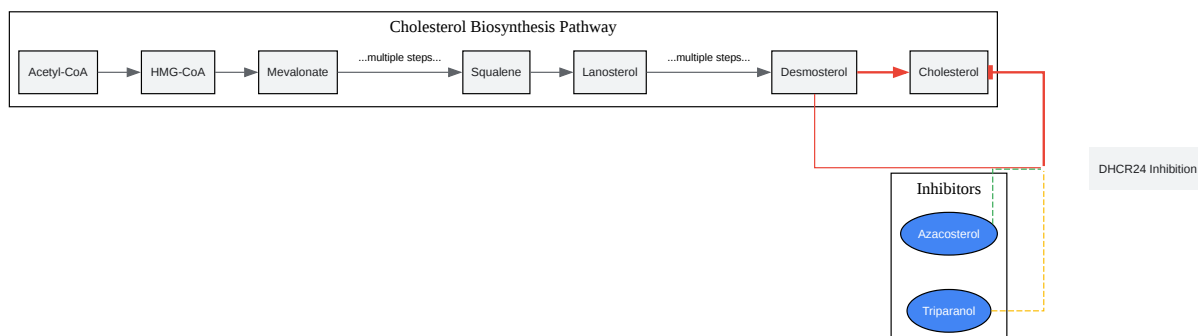 Cholesterol Biosynthesis Pathway
...multiple steps...
...multiple steps...
Acetyl-CoA
HMG-CoA
Mevalonate
Squalene
Lanosterol
Desmosterol
Cholesterol
DHCR24 Inhibition
Inhibitors
Azacosterol
Triparanol